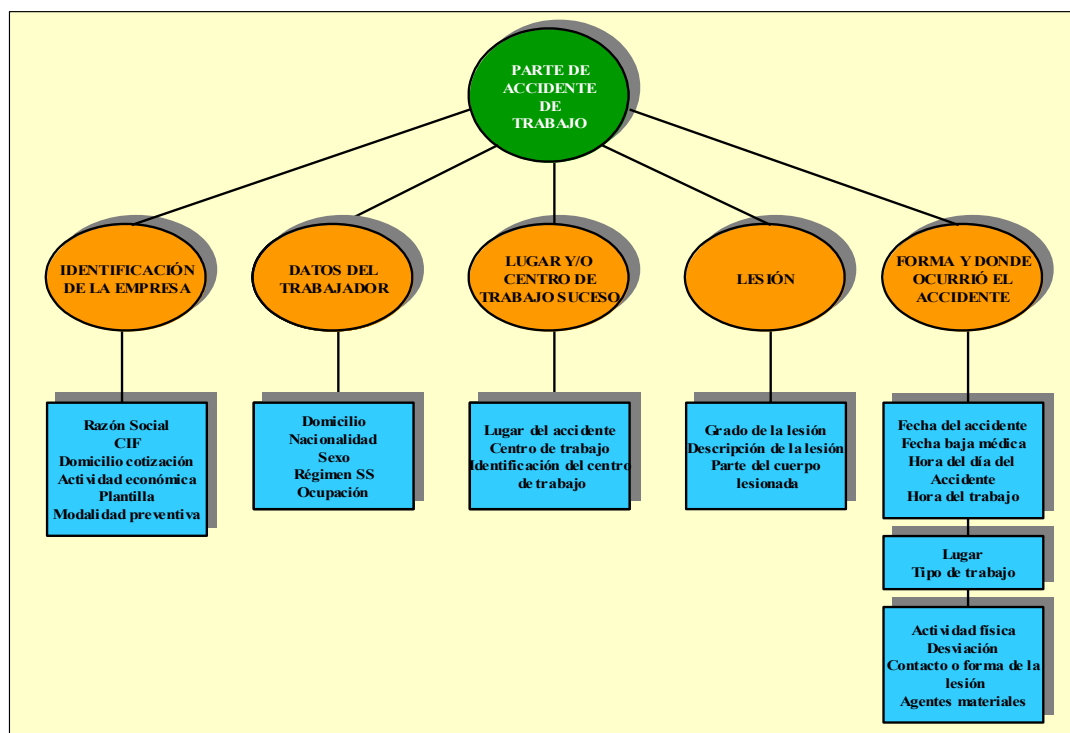 PARTE DE
ACCIDENTE
DE
TRABAJO
IDENTIFICACIÓN
DE LA EMPRESA
DATOS DEL
TRABAJADOR
LUGAR Y/O
CENTRO DE
TRABAJO SUCESO
LESIÓN
FORMA Y DONDE
OCURRIÓ EL
ACCIDENTE
Razón Social
CIF
Domicilio cotización
Actividad económica
Plantilla
Modalidad preventiva
Domicilio
Nacionalidad
Sexo
Régimen SS
Ocupación
Lugar del accidente
Centro de trabajo
Identificación del centro
de trabajo
Grado de la lesión
Descripción de la lesión
Parte del cuerpo
lesionada
Fecha del accidente
Fecha baja médica
Hora del día del
Accidente
Hora del trabajo
Lugar
Tipo de trabajo
Actividad física
Desviación
Contacto o forma de la
lesión
Agentes materiales